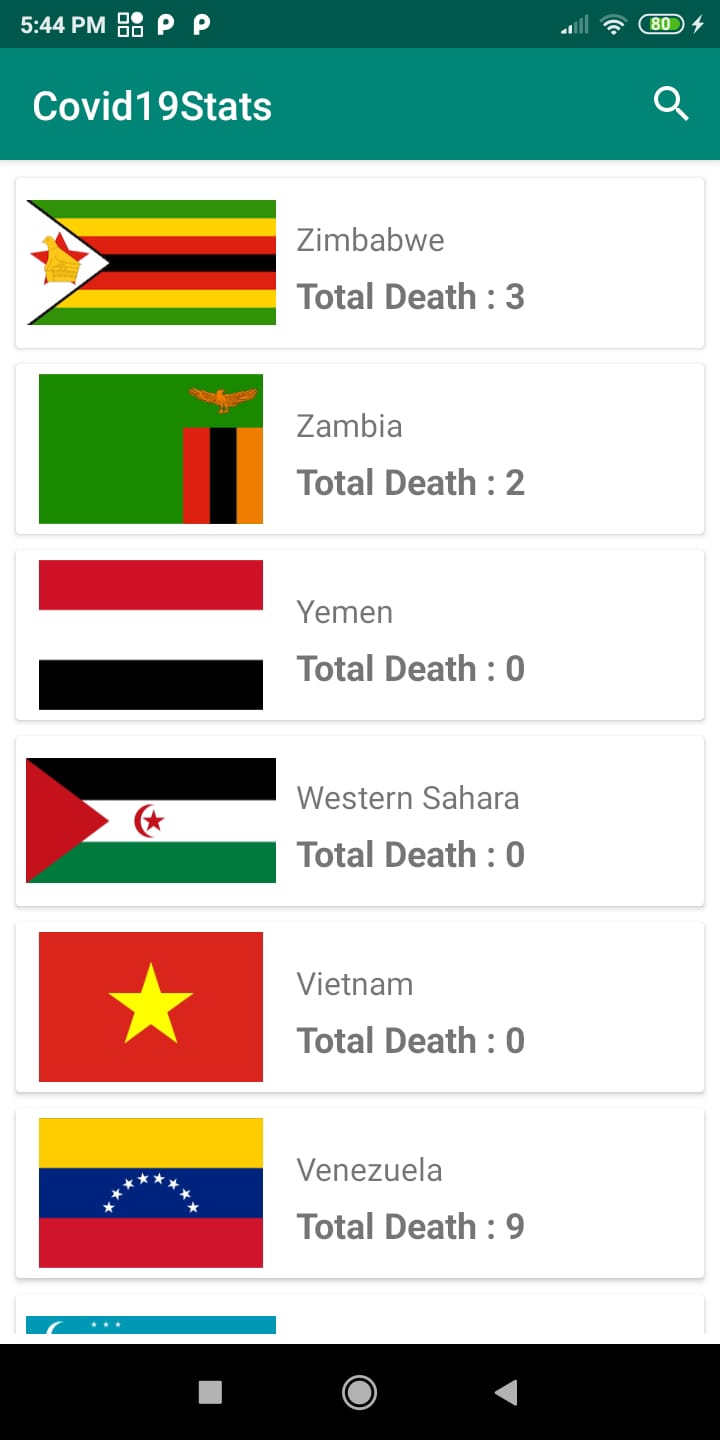 5:44 PM
80
Covid19Stats
Zimbabwe
Total Death : 3
Zambia
Total Death : 2
Yemen
Total Death : 0
Western Sahara
Total Death : 0
Vietnam
Total Death : 0
Venezuela
Total Death : 9